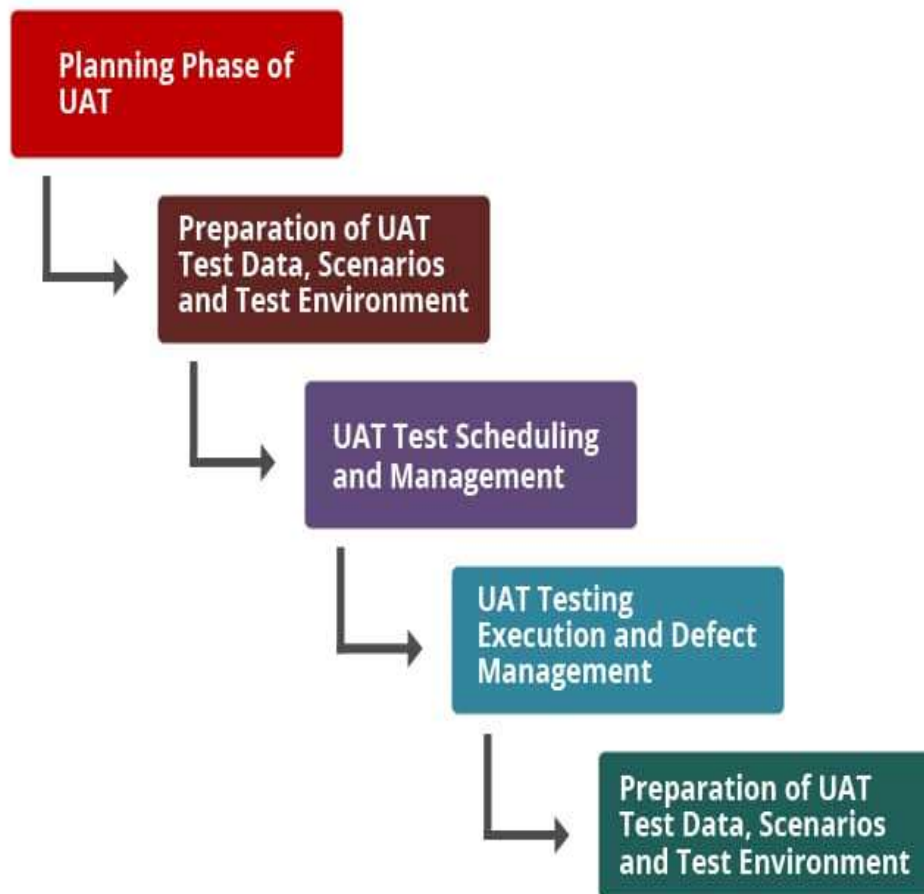 Planning Phase of
UAT
Preparation of UAT
Test Data, Scenarios
and Test Environment
UAT Test Scheduling
and Management
UAT Testing
Execution and Defect
Management
Preparation of UAT
Test Data, Scenarios
and Test Environment